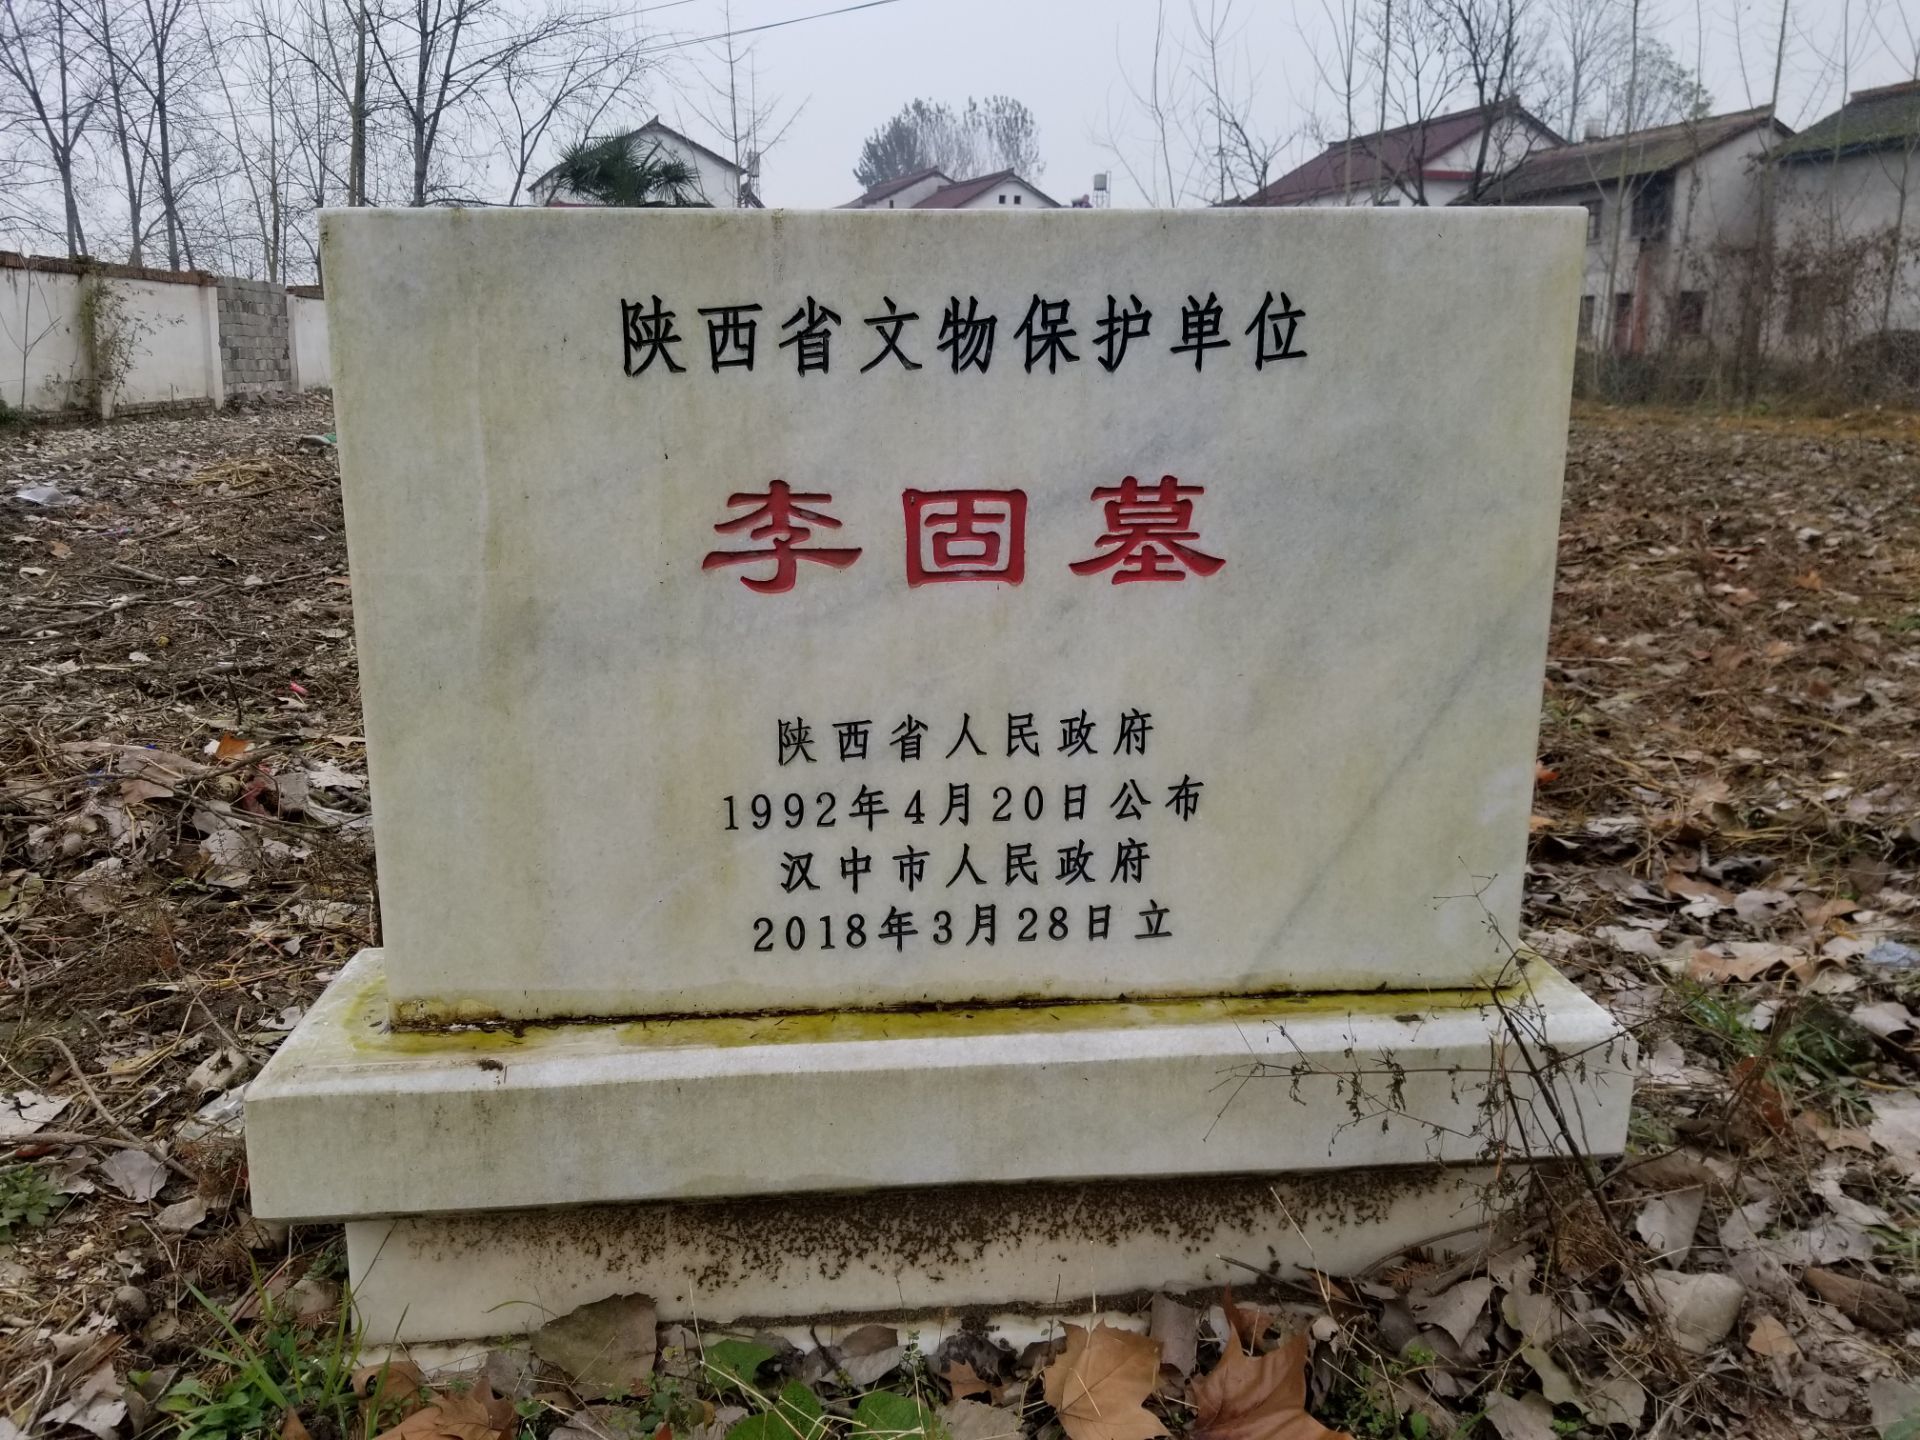 陕西省文物保护单位
李固墓
陕西省人民政府
1992年4月20日公布
汉中市人民政府
2018年3月28日立